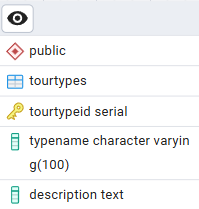 public
tourtypes
tourtypeid serial
typename character varyin
g(100)
description text